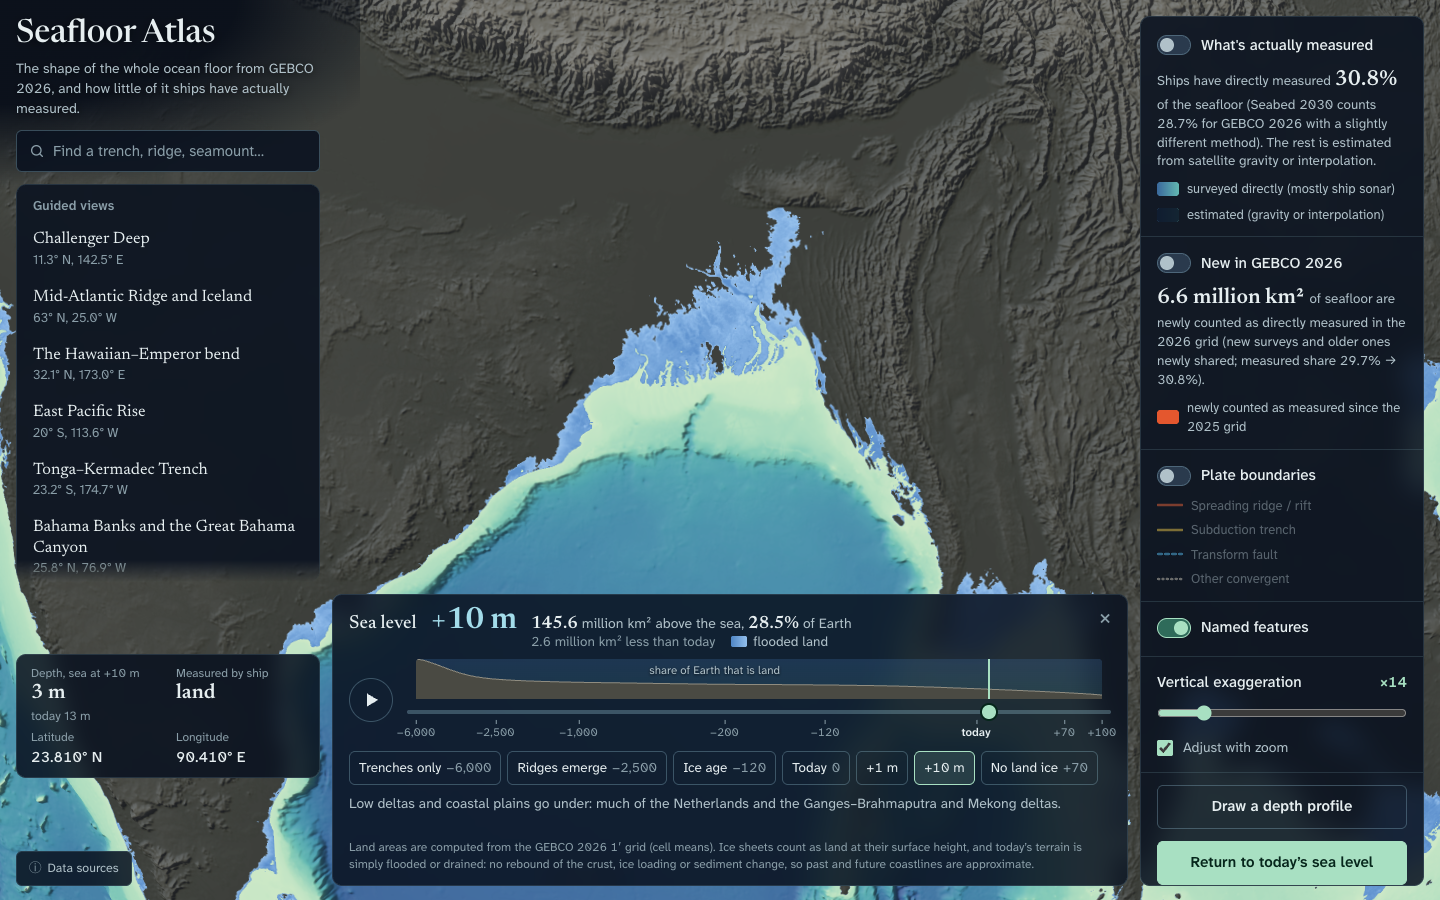 Seafloor Atlas
The shape of the whole ocean floor from GEBCO
2026, and how little of it ships have actually
measured.
Find a trench, ridge, seamount…
Guided views
Challenger Deep
11.3° N, 142.5° E
Mid-Atlantic Ridge and Iceland
63° N, 25.0° W
The Hawaiian–Emperor bend
32.1° N, 173.0° E
East Pacific Rise
20° S, 113.6° W
Tonga–Kermadec Trench
23.2° S, 174.7° W
Bahama Banks and the Great Bahama
Canyon
25.8° N, 76.9° W
Depth, sea at +10 m
3 m
today 13 m
Measured by ship
land
Latitude
23.810° N
Longitude
90.410° E
ⓘ Data sources
Sea level +10 m
145.6 million km² above the sea, 28.5% of Earth
2.6 million km² less than today
flooded land
×
share of Earth that is land
−6,000 −2,500 −1,000 −200 −120 today +70 +100
Trenches only −6,000
Ridges emerge −2,500
Ice age −120
Today 0
+1 m
+10 m
No land ice +70
Low deltas and coastal plains go under: much of the Netherlands and the Ganges–Brahmaputra and Mekong deltas.
Land areas are computed from the GEBCO 2026 1′ grid (cell means). Ice sheets count as land at their surface height, and today's terrain is
simply flooded or drained: no rebound of the crust, ice loading or sediment change, so past and future coastlines are approximate.
What's actually measured
Ships have directly measured 30.8%
of the seafloor (Seabed 2030 counts
28.7% for GEBCO 2026 with a slightly
different method). The rest is estimated
from satellite gravity or interpolation.
surveyed directly (mostly ship sonar)
estimated (gravity or interpolation)
New in GEBCO 2026
6.6 million km² of seafloor are
newly counted as directly measured in the
2026 grid (new surveys and older ones
newly shared; measured share 29.7% →
30.8%).
newly counted as measured since the
2025 grid
Plate boundaries
Spreading ridge / rift
Subduction trench
Transform fault
Other convergent
Named features
Vertical exaggeration ×14
Adjust with zoom
Draw a depth profile
Return to today's sea level